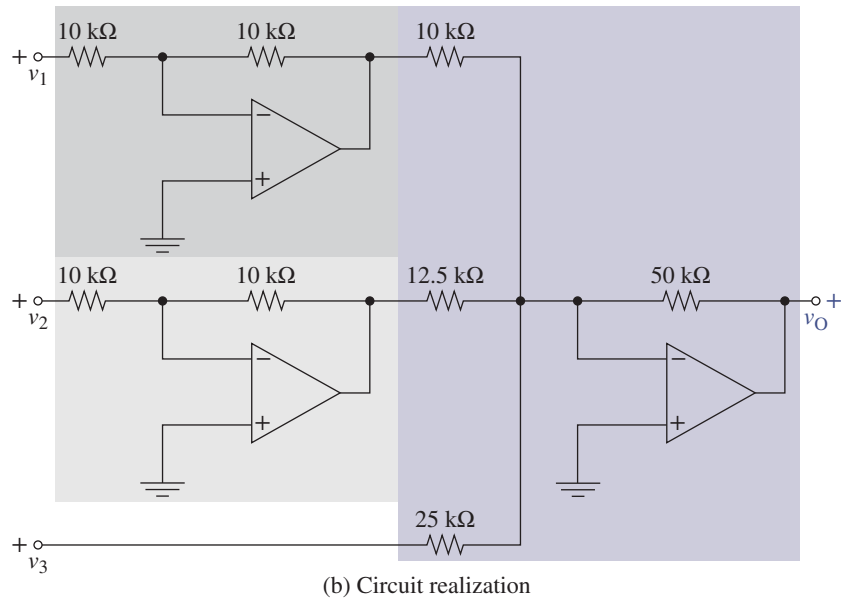 10 kΩ 10 kΩ 10 kΩ
+ v1
−
+
10 kΩ 10 kΩ 12.5 kΩ 50 kΩ
+ v2 vO +
− −
+ +
25 kΩ
+ v3
(b) Circuit realization